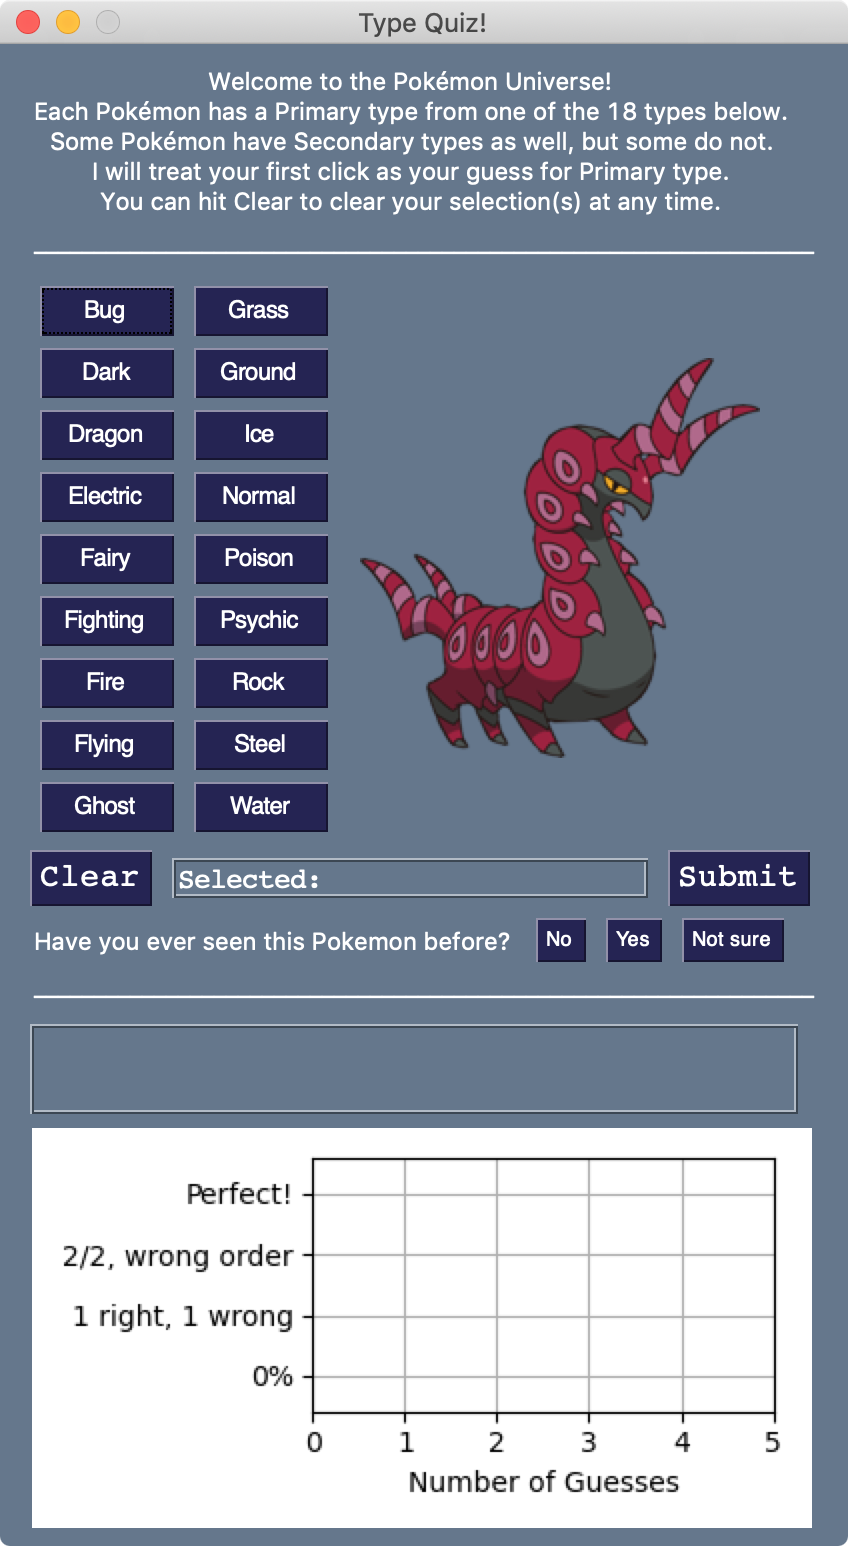 Type Quiz!
Welcome to the Pokémon Universe!
Each Pokémon has a Primary type from one of the 18 types below.
Some Pokémon have Secondary types as well, but some do not.
I will treat your first click as your guess for Primary type.
You can hit Clear to clear your selection(s) at any time.
Bug Grass
Dark Ground
Dragon Ice
Electric Normal
Fairy Poison
Fighting Psychic
Fire Rock
Flying Steel
Ghost Water
Clear Selected: Submit
Have you ever seen this Pokemon before? No Yes Not sure
Perfect!
2/2, wrong order
1 right, 1 wrong
0%
0 1 2 3 4 5
Number of Guesses